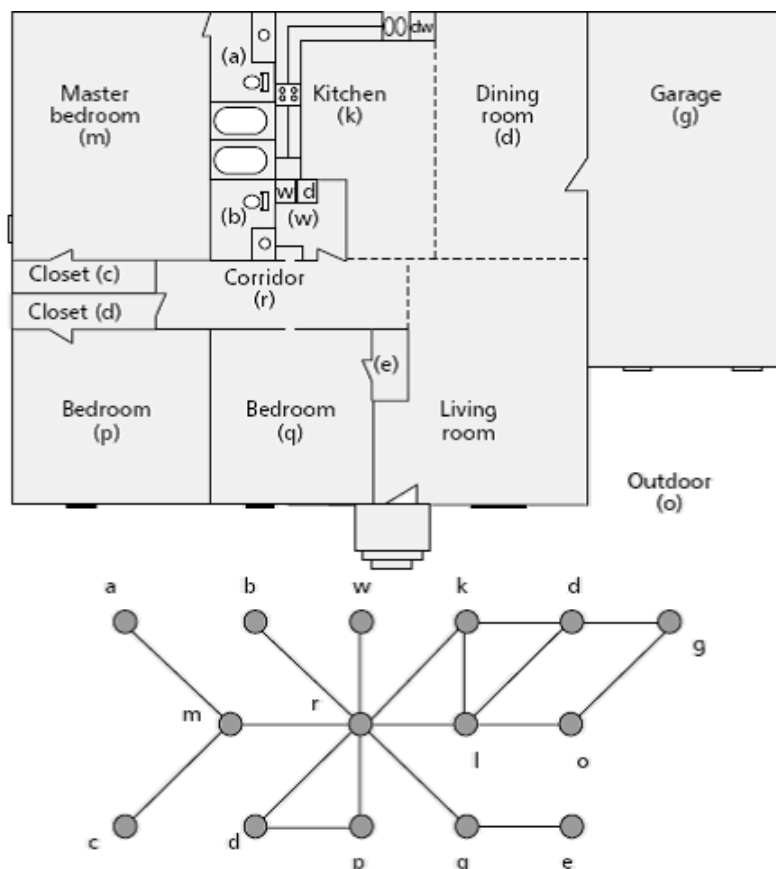 (a)
dw
Master
bedroom
(m)
Kitchen
(k)
Dining
room
(d)
Garage
(g)
w d
(b)
(w)
Closet (c)
Corridor
(r)
Closet (d)
(e)
Bedroom
(p)
Bedroom
(q)
Living
room
Outdoor
(o)
a b w k d
g
m r
l o
c d p q e